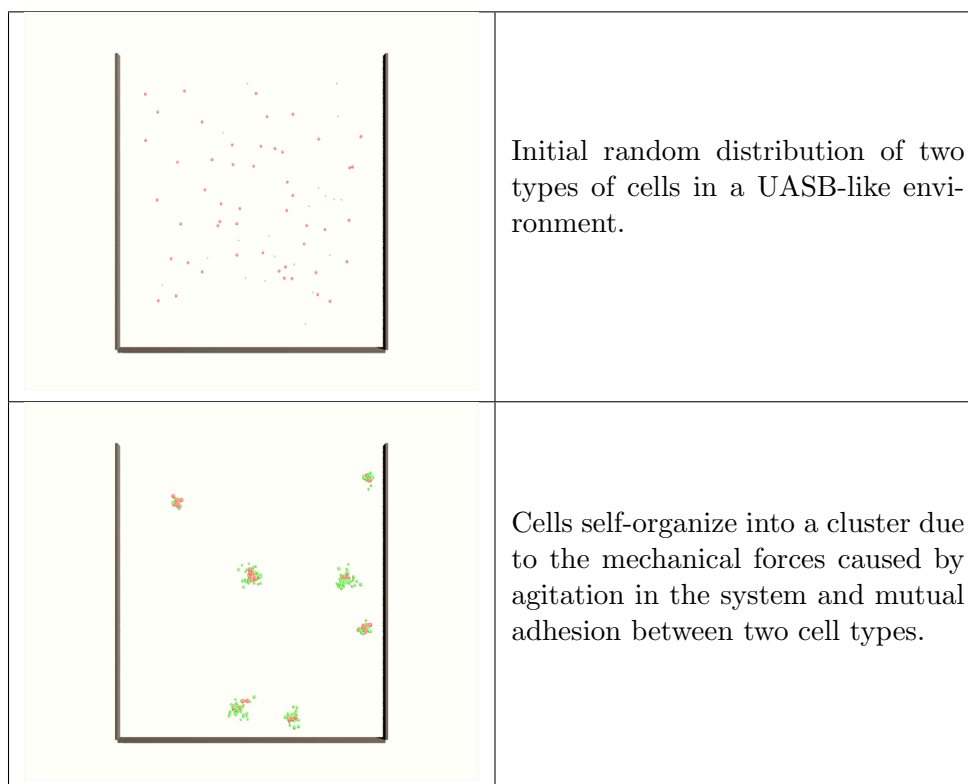 Initial random distribution of two
types of cells in a UASB-like envi-
ronment.
Cells self-organize into a cluster due
to the mechanical forces caused by
agitation in the system and mutual
adhesion between two cell types.